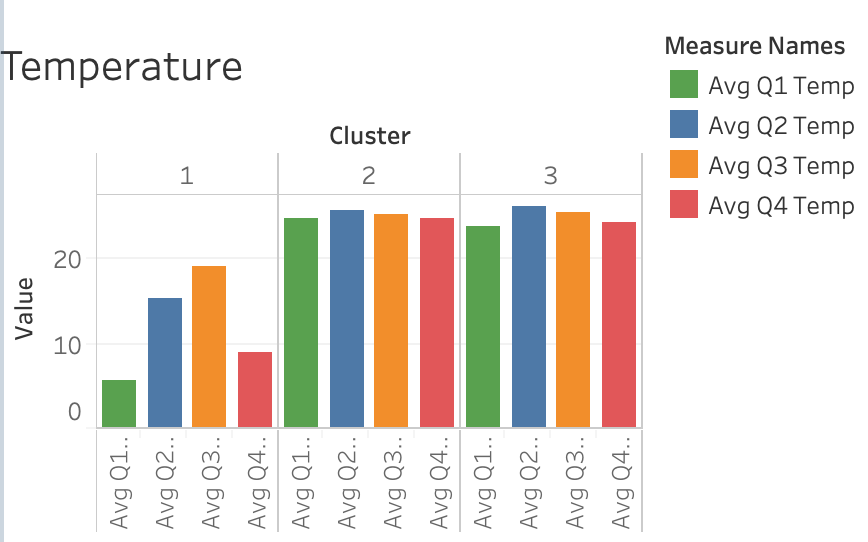 Temperature
Measure Names
Avg Q1 Temp
Avg Q2 Temp
Avg Q3 Temp
Avg Q4 Temp
Cluster
1 2 3
Value
20
10
0
Avg Q1..
Avg Q2..
Avg Q3..
Avg Q4..
Avg Q1..
Avg Q2..
Avg Q3..
Avg Q4..
Avg Q1..
Avg Q2..
Avg Q3..
Avg Q4..